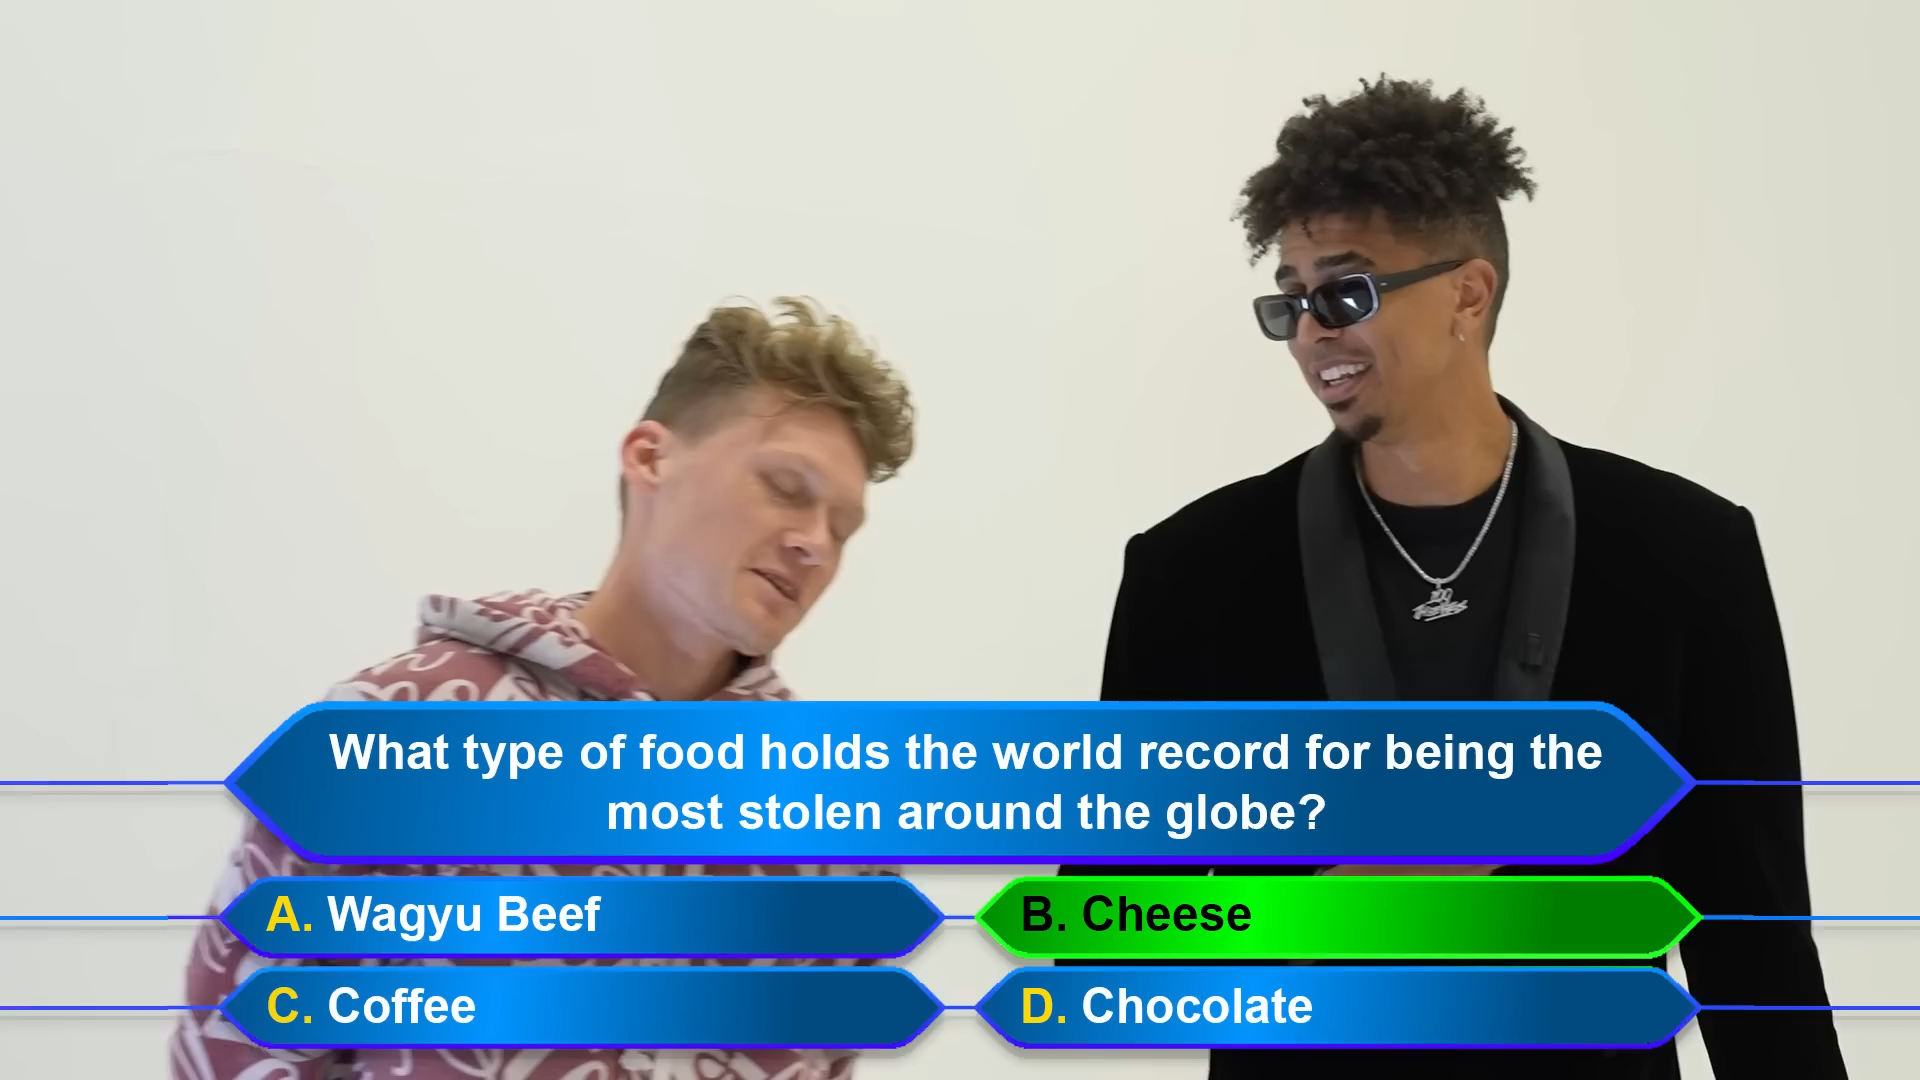 What type of food holds the world record for being the
most stolen around the globe?
A. Wagyu Beef
B. Cheese
C. Coffee
D. Chocolate